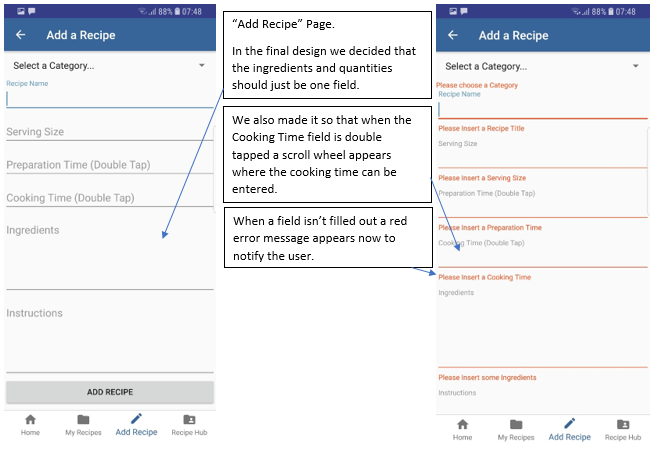 88% 07:48
Add a Recipe
Select a Category...
Recipe Name
Serving Size
Preparation Time (Double Tap)
Cooking Time (Double Tap)
Ingredients
Instructions
ADD RECIPE
Home
My Recipes
Add Recipe
Recipe Hub
“Add Recipe” Page.
In the final design we decided that
the ingredients and quantities
should just be one field.
We also made it so that when the
Cooking Time field is double
tapped a scroll wheel appears
where the cooking time can be
entered.
When a field isn’t filled out a red
error message appears now to
notify the user.
88% 07:48
Add a Recipe
Select a Category...
Please choose a Category
Recipe Name
Please Insert a Recipe Title
Serving Size
Please Insert a Serving Size
Preparation Time (Double Tap)
Please Insert a Preparation Time
Cooking Time (Double Tap)
Please Insert a Cooking Time
Ingredients
Please Insert some Ingredients
Instructions
Home
My Recipes
Add Recipe
Recipe Hub